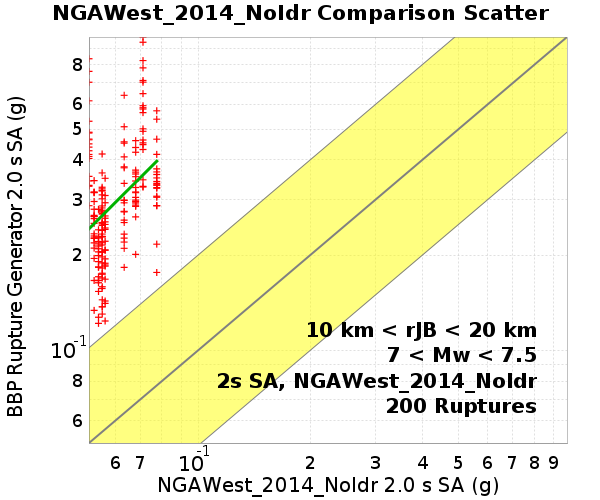 NGAWest_2014_NoIdr Comparison Scatter
BBP Rupture Generator 2.0 s SA (g)
8
6
5
4
3
2
10-1
8
6
10 km < rJB < 20 km
7 < Mw < 7.5
2s SA, NGAWest_2014_NoIdr
200 Ruptures
6 7 10-1 2 3 4 5 6 7 8 9
NGAWest_2014_NoIdr 2.0 s SA (g)